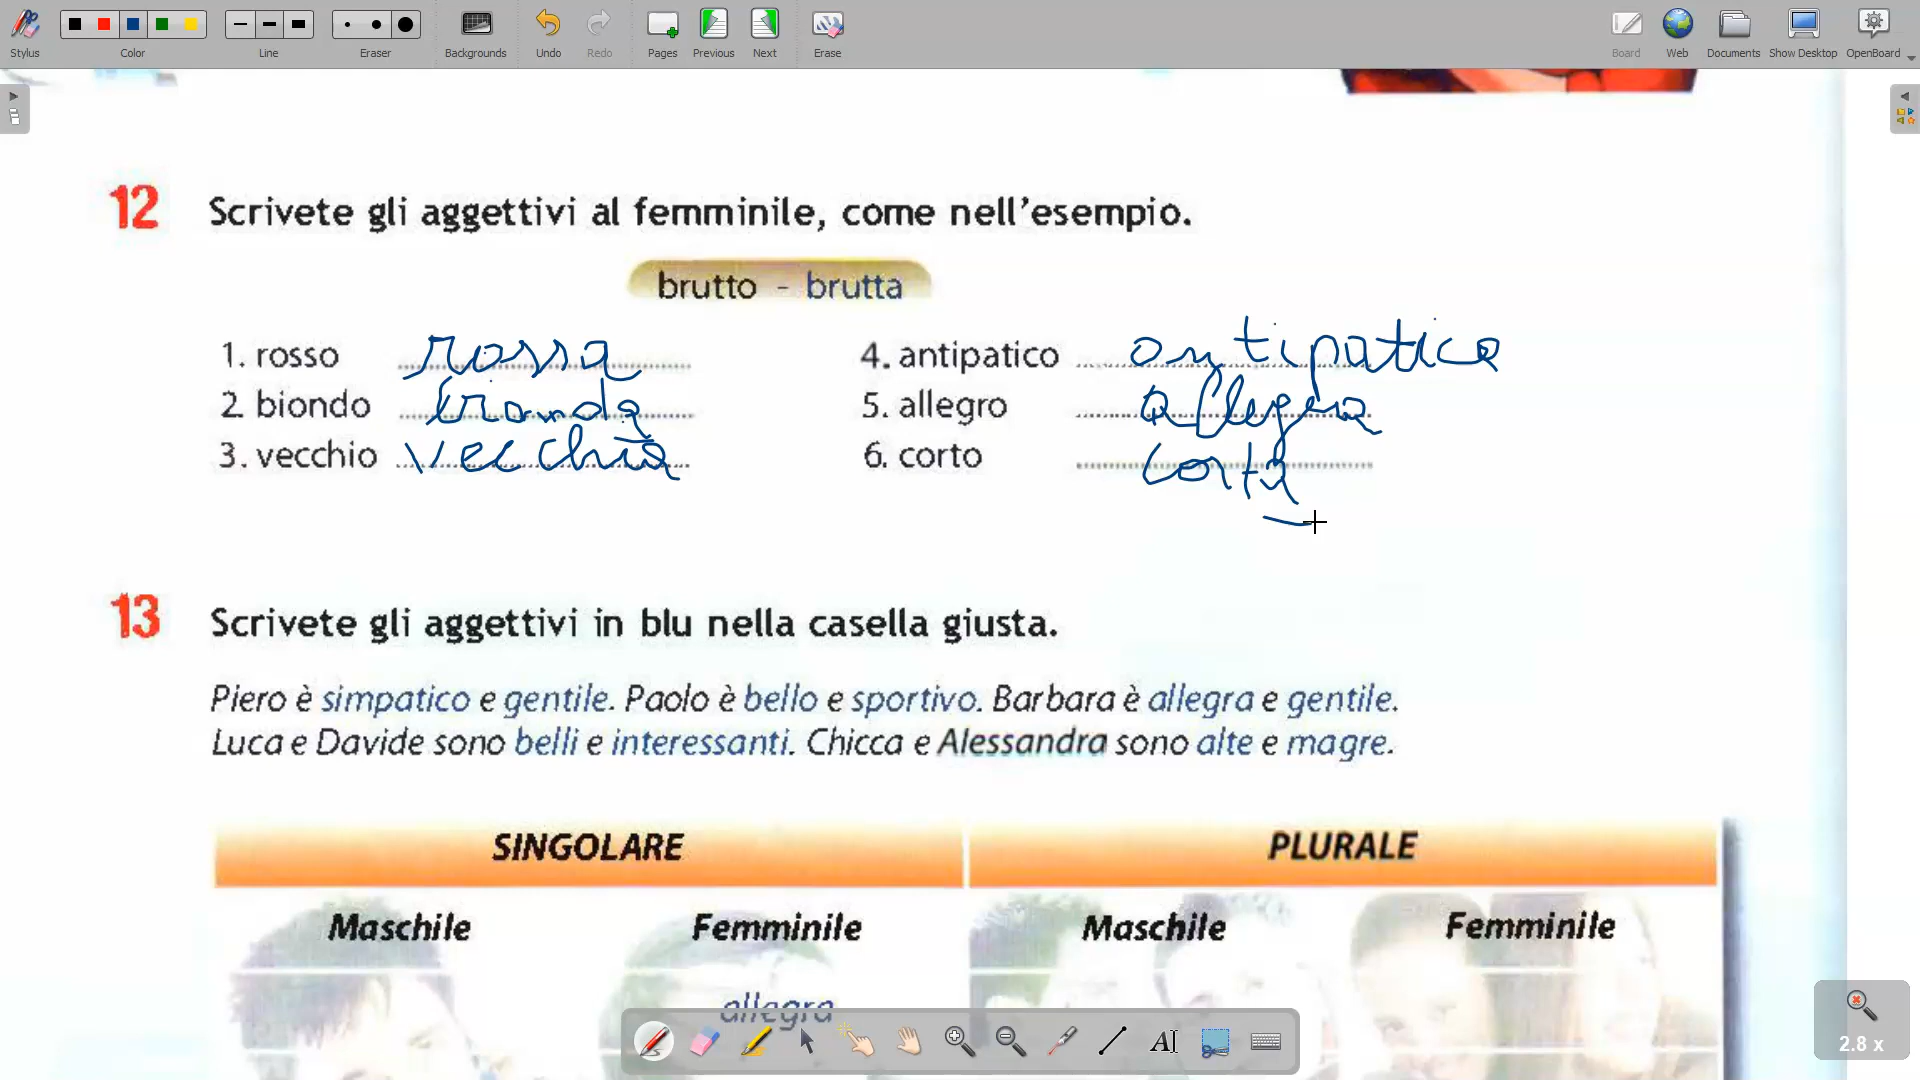 Stylus Color Line Eraser Backgrounds Undo Redo Pages Previous Next Erase Board Web Documents Show Desktop OpenBoard
12 Scrivete gli aggettivi al femminile, come nell'esempio.
brutto - brutta
1. rosso rossa 4. antipatico antipatica
2. biondo bionda 5. allegro allegra
3. vecchio vecchia 6. corto corta
13 Scrivete gli aggettivi in blu nella casella giusta.
Piero è simpatico e gentile. Paolo è bello e sportivo. Barbara è allegra e gentile.
Luca e Davide sono belli e interessanti. Chicca e Alessandra sono alte e magre.
SINGOLARE PLURALE
Maschile Femminile Maschile Femminile
allegra
2.8 x